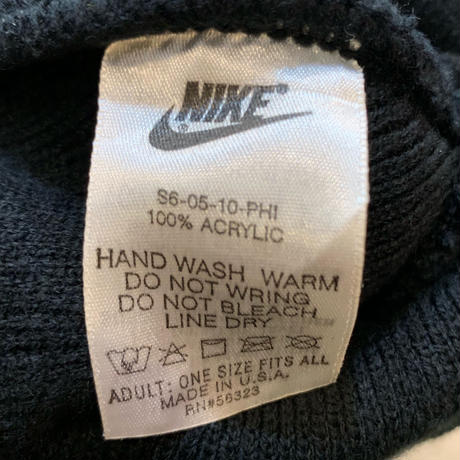 NIKE
S6-05-10-PHI
100% ACRYLIC
HAND WASH WARM
DO NOT WRING
DO NOT BLEACH
LINE DRY
ADULT: ONE SIZE FITS ALL
MADE IN U.S.A.
RN#56323